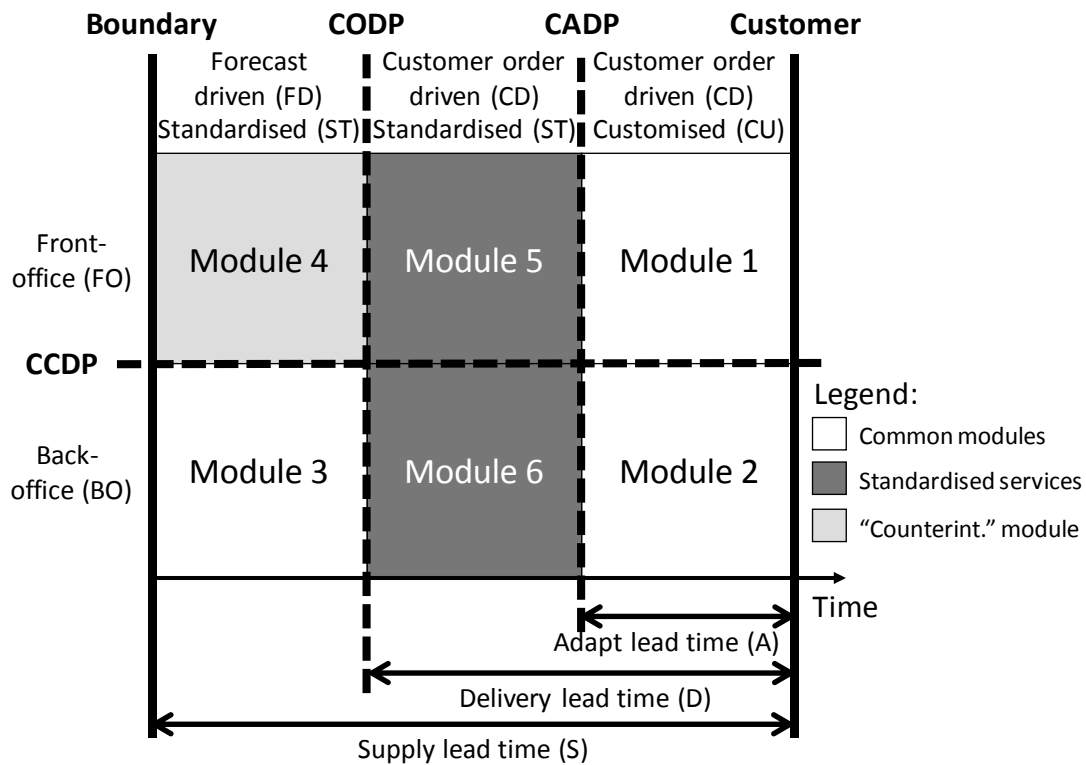 Boundary CODP CADP Customer
Forecast
driven (FD)
Standardised (ST)
Customer order
driven (CD)
Standardised (ST)
Customer order
driven (CD)
Customised (CU)
Front-
office (FO)
Module 4
Module 5
Module 1
CCDP
Back-
office (BO)
Module 3
Module 6
Module 2
Legend:
Common modules
Standardised services
“Counterint.” module
Time
Adapt lead time (A)
Delivery lead time (D)
Supply lead time (S)